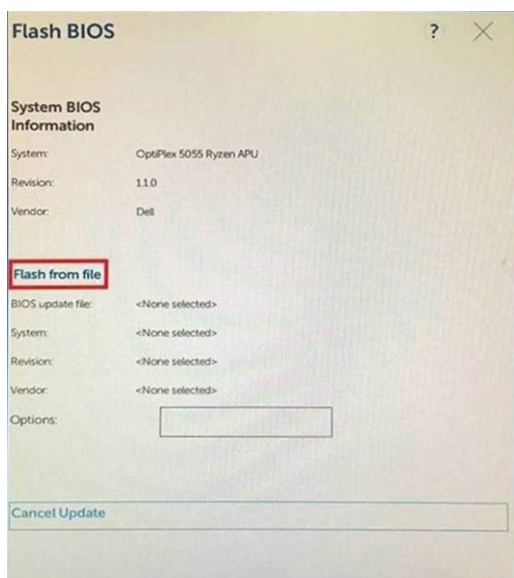 Flash BIOS ?
System BIOS
Information
System: OptiPlex 5055 Ryzen APU
Revision: 1.1.0
Vendor: Dell
Flash from file
BIOS update file: <None selected>
System: <None selected>
Revision: <None selected>
Vendor: <None selected>
Options:
Cancel Update